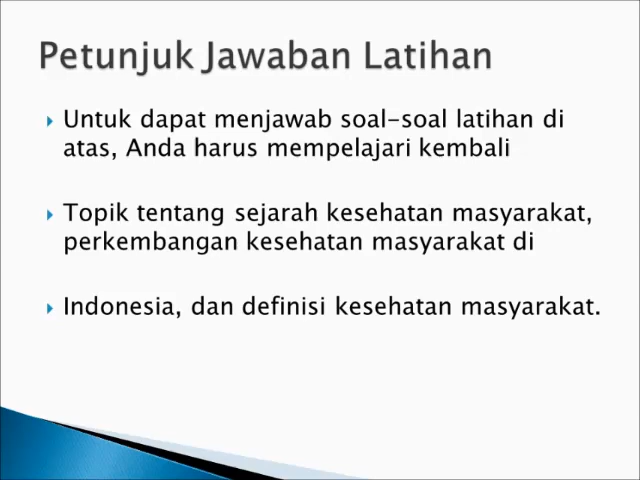 Petunjuk Jawaban Latihan
Untuk dapat menjawab soal-soal latihan di
atas, Anda harus mempelajari kembali
Topik tentang sejarah kesehatan masyarakat,
perkembangan kesehatan masyarakat di
Indonesia, dan definisi kesehatan masyarakat.